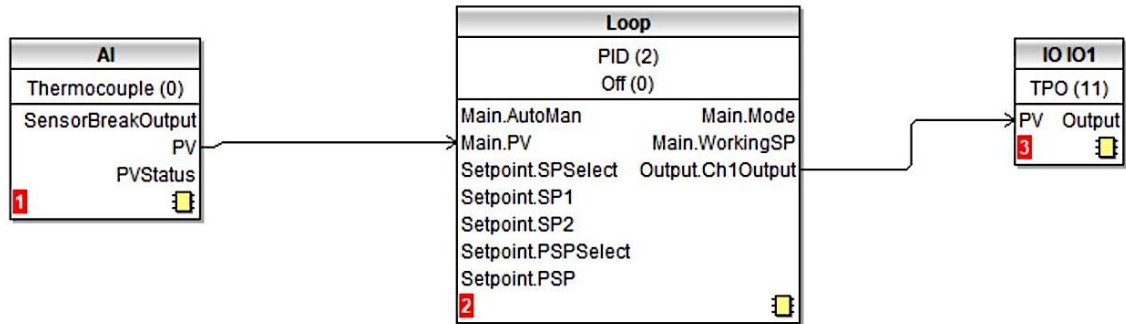 AI
Thermocouple (0)
SensorBreakOutput
PV
PVStatus
1
Loop
PID (2)
Off (0)
Main.AutoMan Main.Mode
Main.PV Main.WorkingSP
Setpoint.SPSelect Output.Ch1Output
Setpoint.SP1
Setpoint.SP2
Setpoint.PSPSelect
Setpoint.PSP
2
IO IO1
TPO (11)
PV Output
3